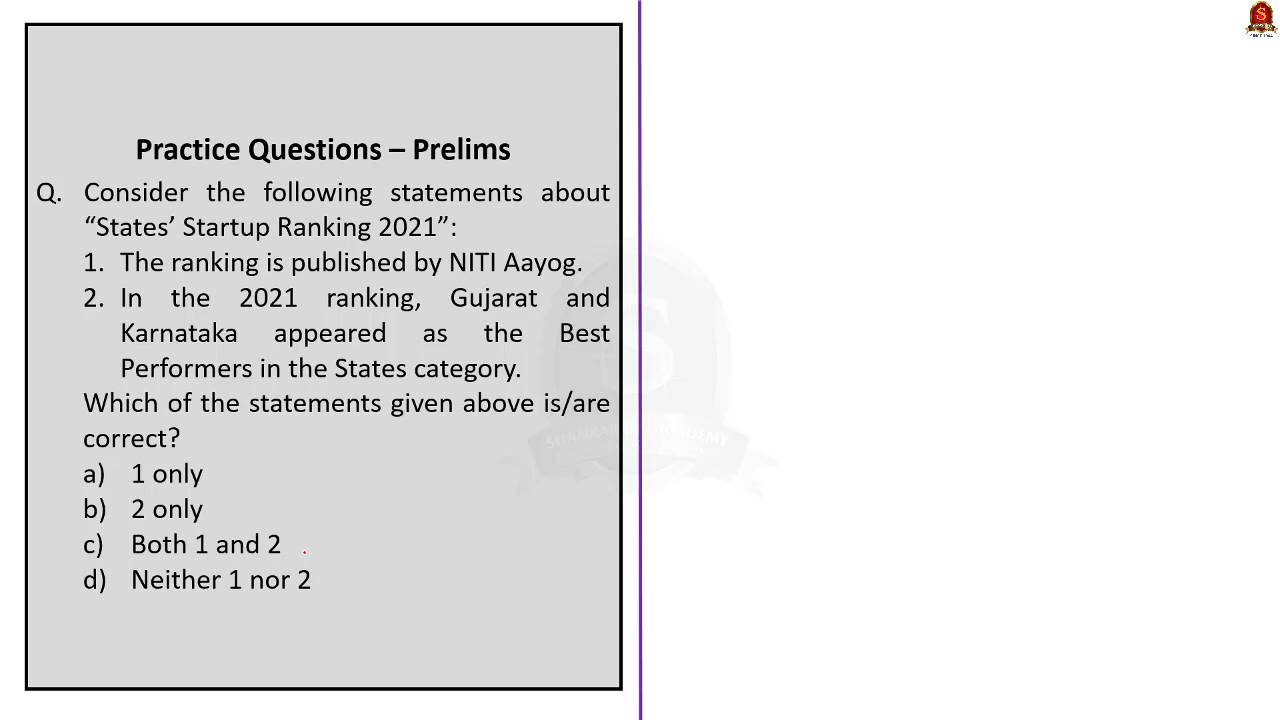 Practice Questions – Prelims
Q. Consider the following statements about
“States’ Startup Ranking 2021”:
1. The ranking is published by NITI Aayog.
2. In the 2021 ranking, Gujarat and
Karnataka appeared as the Best
Performers in the States category.
Which of the statements given above is/are
correct?
a) 1 only
b) 2 only
c) Both 1 and 2
d) Neither 1 nor 2
S